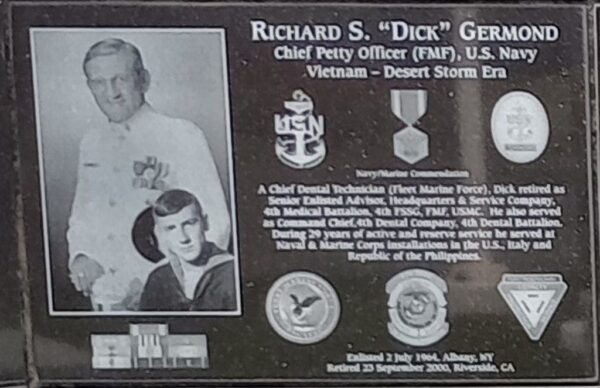 RICHARD S. "DICK" GERMOND
Chief Petty Officer (FMF), U.S. Navy
Vietnam – Desert Storm Era
USN
Navy/Marine Commendation
A Chief Dental Technician (Fleet Marine Force), Dick retired as
Senior Enlisted Advisor, Headquarters & Service Company,
4th Medical Battalion, 4th FSSG, FMF, USMC. He also served
as Command Chief,4th Dental Company, 4th Dental Battalion.
During 29 years of active and reserve service he served at
Naval & Marine Corps installations in the U.S., Italy and
Republic of the Philippines.
Enlisted 2 July 1964, Albany, NY
Retired 23 September 2000, Riverside, CA